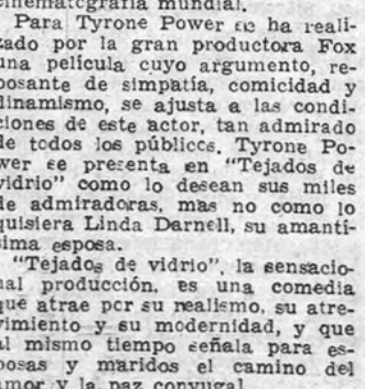 cinematografía mundial.
Para Tyrone Power se ha reali-
zado por la gran productora Fox
una película cuyo argumento, re-
bosante de simpatía, comicidad y
dinamismo, se ajusta a las condi-
ciones de este actor, tan admirado
de todos los públicos. Tyrone Po-
wer se presenta en "Tejados de
vidrio" como lo desean sus miles
de admiradoras, mas no como lo
quisiera Linda Darnell, su amantí-
sima esposa.
"Tejados de vidrio", la sensacio-
nal producción, es una comedia
que atrae por su realismo, su atre-
vimiento y su modernidad, y que
al mismo tiempo señala para es-
posas y maridos el camino del
amor y la paz conyugal